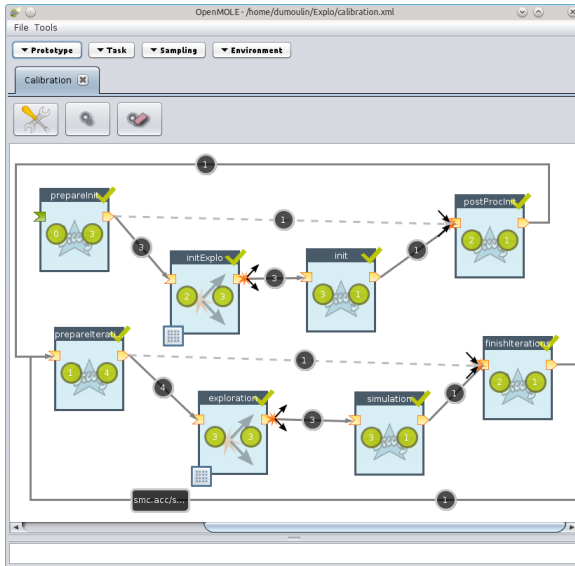 OpenMOLE - /home/dumoulin/Explo/calibration.xml
File Tools
Prototype Task Sampling Environment
Calibration
1
prepareInit
0 3
1
postProcInit
2 1
3
initExplo
2 3
3
init
3 1
1
prepareIterati...
1 4
1
finishIterations
2 1
4
exploration
3 3
3
simulation
3 1
1
smc.acc/s...
1